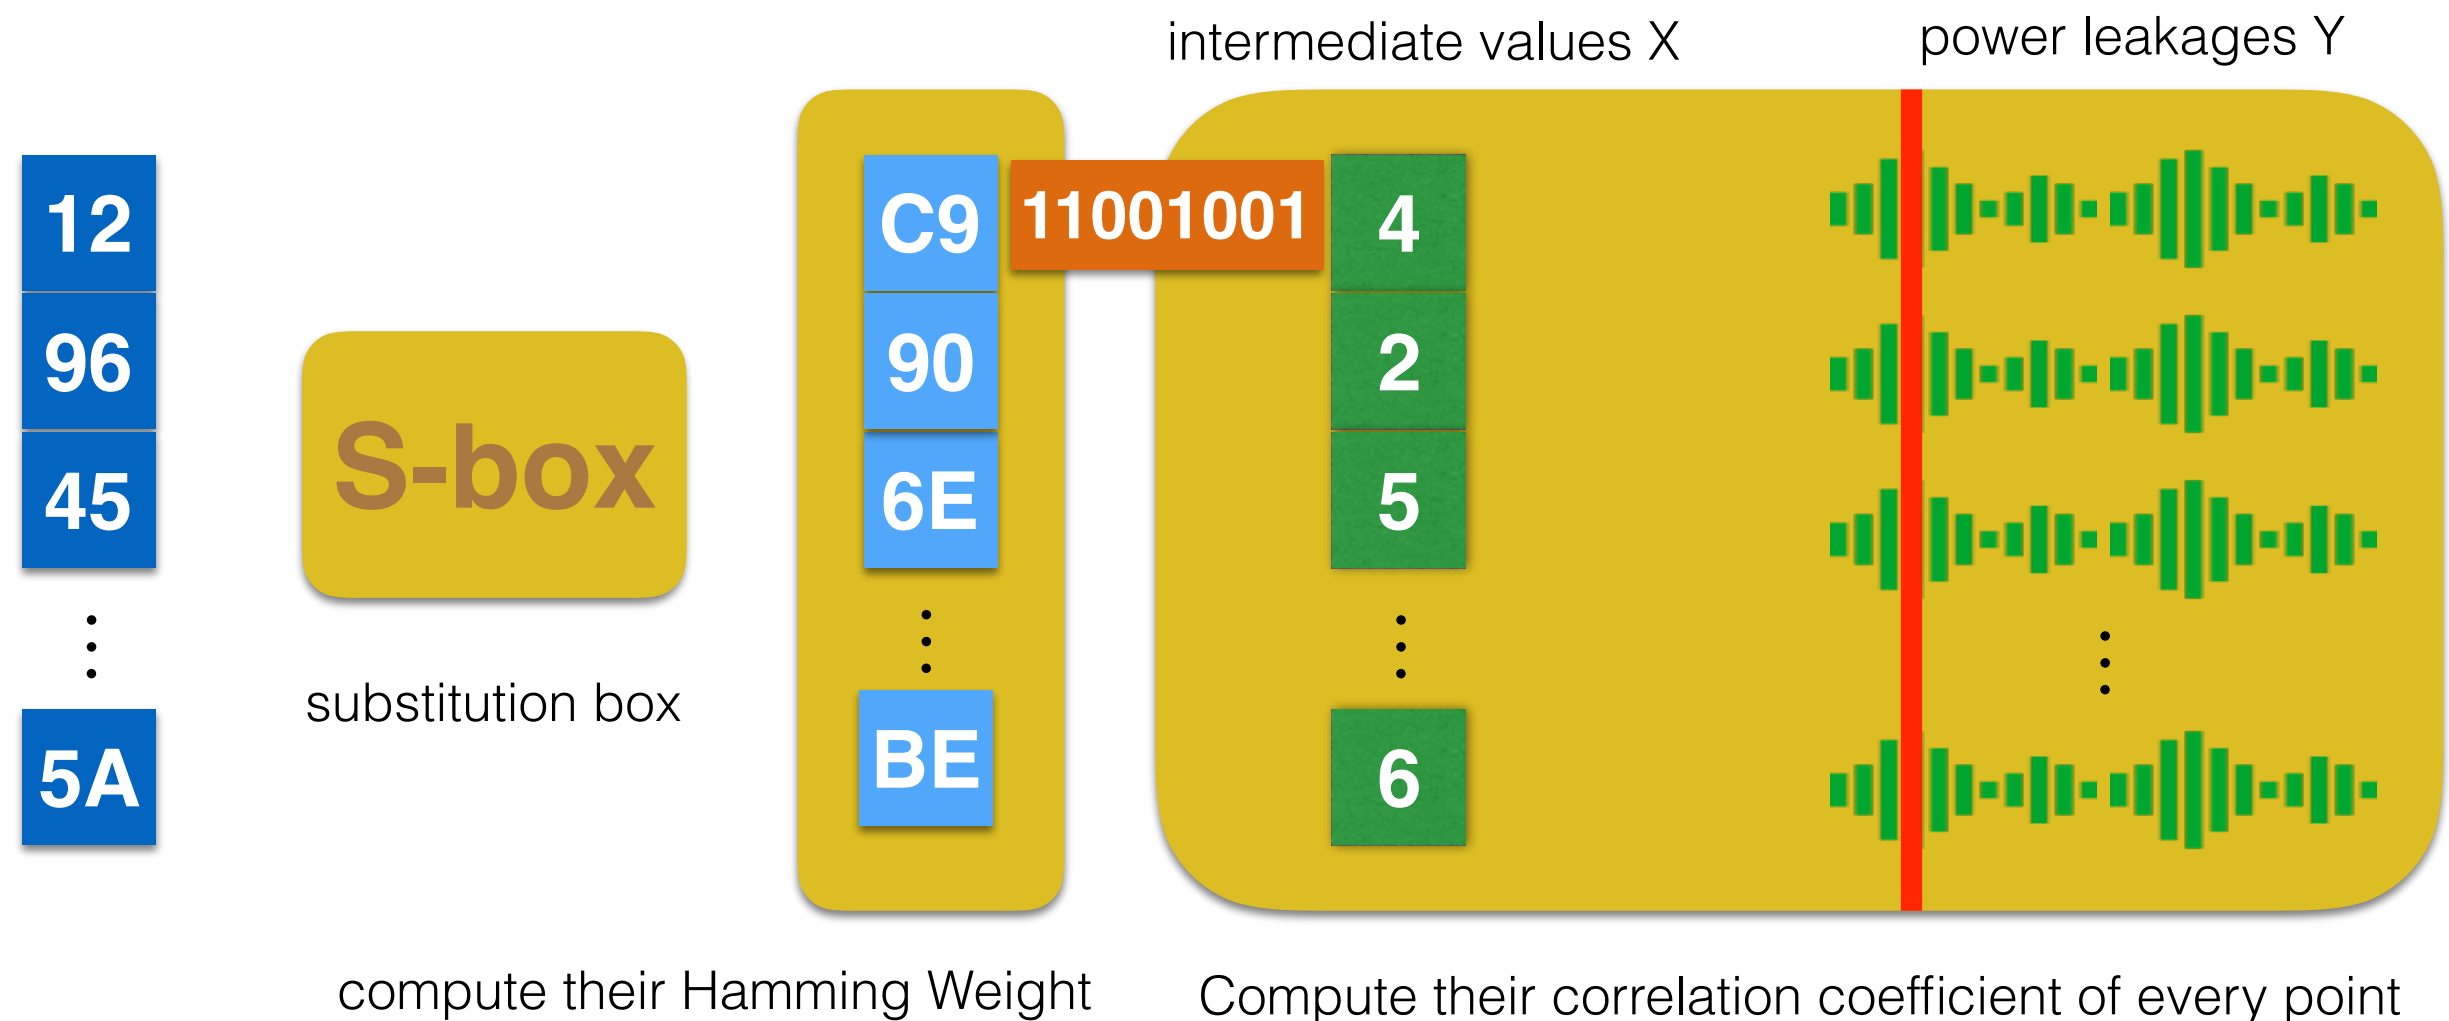 intermediate values X
power leakages Y
12
96
45
5A
S-box
substitution box
C9
90
6E
BE
11001001
4
2
5
6
compute their Hamming Weight
Compute their correlation coefficient of every point